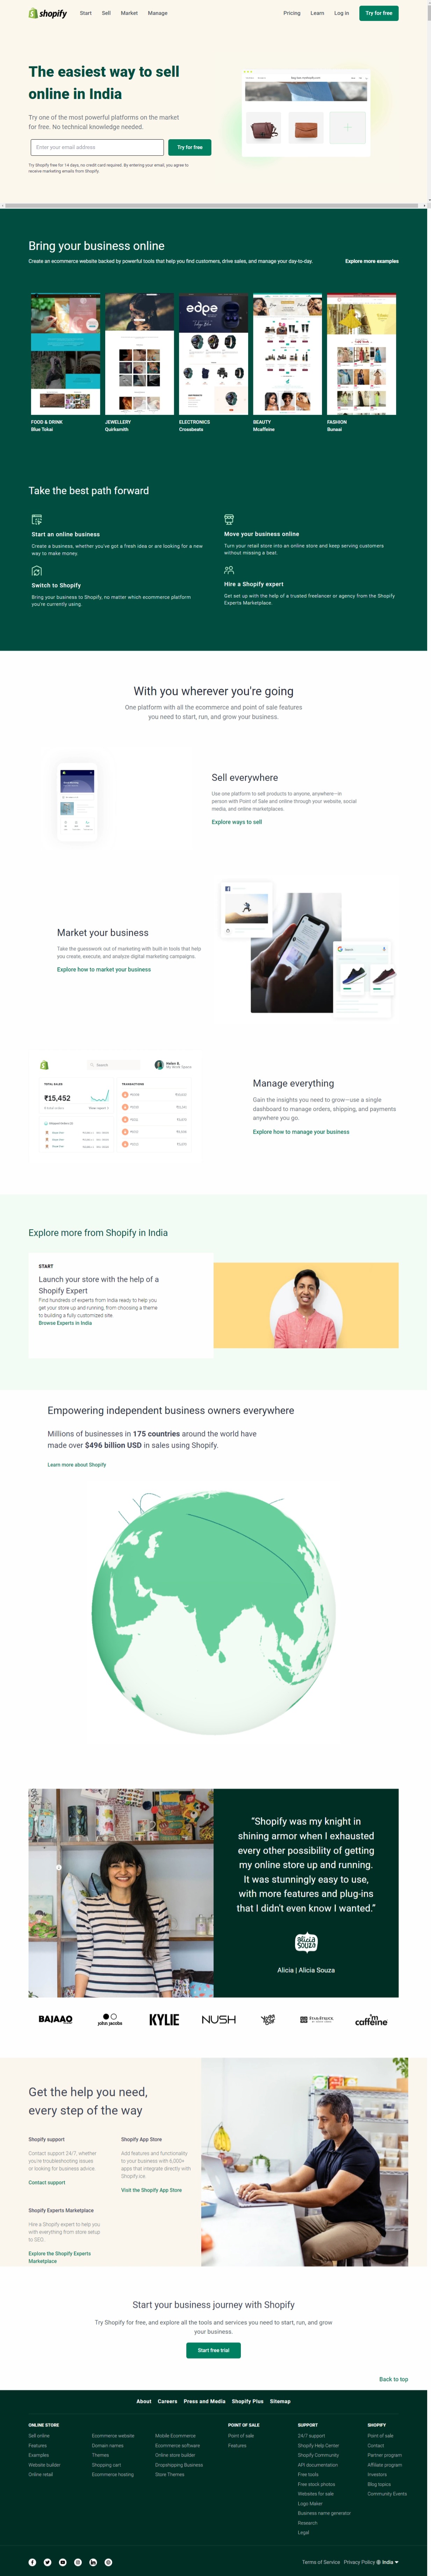 shopify
Start Sell Market Manage
Pricing Learn Log in Try for free
The easiest way to sell
online in India
Try one of the most powerful platforms on the market
for free. No technical knowledge needed.
Enter your email address
Try for free
Try Shopify free for 14 days, no credit card required. By entering your email, you agree to
receive marketing emails from Shopify.
Bring your business online
Create an ecommerce website backed by powerful tools that help you find customers, drive sales, and manage your day-to-day.
Explore more examples
FOOD & DRINK
Blue Tokai
JEWELLERY
Quirksmith
edge
ELECTRONICS
Crossbeats
BEAUTY
Mcaffeine
FASHION
Bunaai
Take the best path forward
Start an online business
Create a business, whether you've got a fresh idea or are looking for a new
way to make money.
Move your business online
Turn your retail store into an online store and keep serving customers
without missing a beat.
Switch to Shopify
Bring your business to Shopify, no matter which ecommerce platform
you're currently using.
Hire a Shopify expert
Get set up with the help of a trusted freelancer or agency from the Shopify
Experts Marketplace.
With you wherever you're going
One platform with all the ecommerce and point of sale features
you need to start, run, and grow your business.
Sell everywhere
Use one platform to sell products to anyone, anywhere—in
person with Point of Sale and online through your website, social
media, and online marketplaces.
Explore ways to sell
Market your business
Take the guesswork out of marketing with built-in tools that help
you create, execute, and analyze digital marketing campaigns.
Explore how to market your business
Search
TOTAL SALES
₹15,452
TRANSACTIONS
Manage everything
Gain the insights you need to grow—use a single
dashboard to manage orders, shipping, and payments
anywhere you go.
Explore how to manage your business
Explore more from Shopify in India
START
Launch your store with the help of a
Shopify Expert
Find hundreds of experts from India ready to help you
get your store up and running, from choosing a theme
to building a fully customized site.
Browse Experts in India
Empowering independent business owners everywhere
Millions of businesses in 175 countries around the world have
made over $496 billion USD in sales using Shopify.
Learn more about Shopify
“Shopify was my knight in
shining armor when I exhausted
every other possibility of getting
my online store up and running.
It was stunningly easy to use,
with more features and plug-ins
that I didn't even know I wanted.”
alicia
souza
Alicia | Alicia Souza
BAJAAO
john jacobs
KYLIE
NUSH
m
caffeine
Get the help you need,
every step of the way
Shopify support
Contact support 24/7, whether
you're troubleshooting issues
or looking for business advice.
Contact support
Shopify App Store
Add features and functionality
to your business with 6,000+
apps that integrate directly with
Shopify.ce
Visit the Shopify App Store
Shopify Experts Marketplace
Hire a Shopify expert to help you
with everything from store setup
to SEO.
Explore the Shopify Experts
Marketplace
Start your business journey with Shopify
Try Shopify for free, and explore all the tools and services you need to start, run, and grow
your business.
Start free trial
Back to top
About Careers Press and Media Shopify Plus Sitemap
ONLINE STORE
Sell online
Features
Examples
Website builder
Online retail
Ecommerce website
Domain names
Themes
Shopping cart
Ecommerce hosting
Mobile Ecommerce
Ecommerce software
Online store builder
Dropshipping Business
Store Themes
POINT OF SALE
Point of sale
Features
SUPPORT
24/7 support
Shopify Help Center
Shopify Community
API documentation
Free tools
Free stock photos
Websites for sale
Logo Maker
Business name generator
Research
Legal
SHOPIFY
Point of sale
Contact
Partner program
Affiliate program
Investors
Blog topics
Community Events
Terms of Service Privacy Policy India